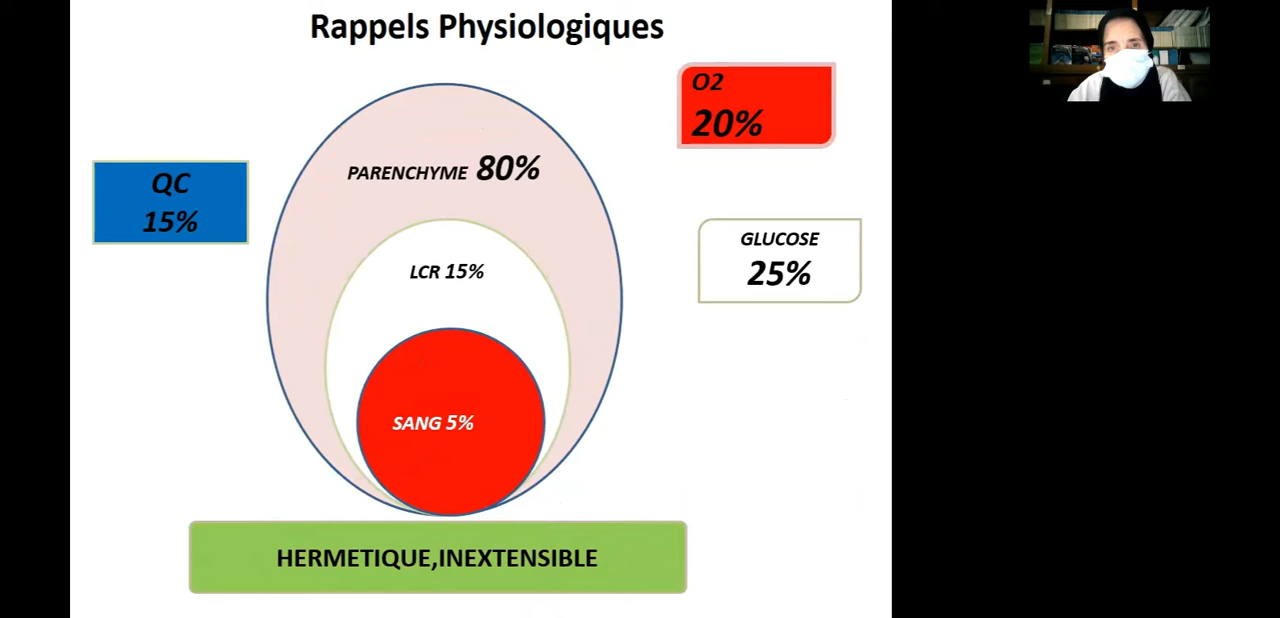 Rappels Physiologiques
O2
20%
PARENCHYME 80%
QC
15%
GLUCOSE
25%
LCR 15%
SANG 5%
HERMETIQUE,INEXTENSIBLE